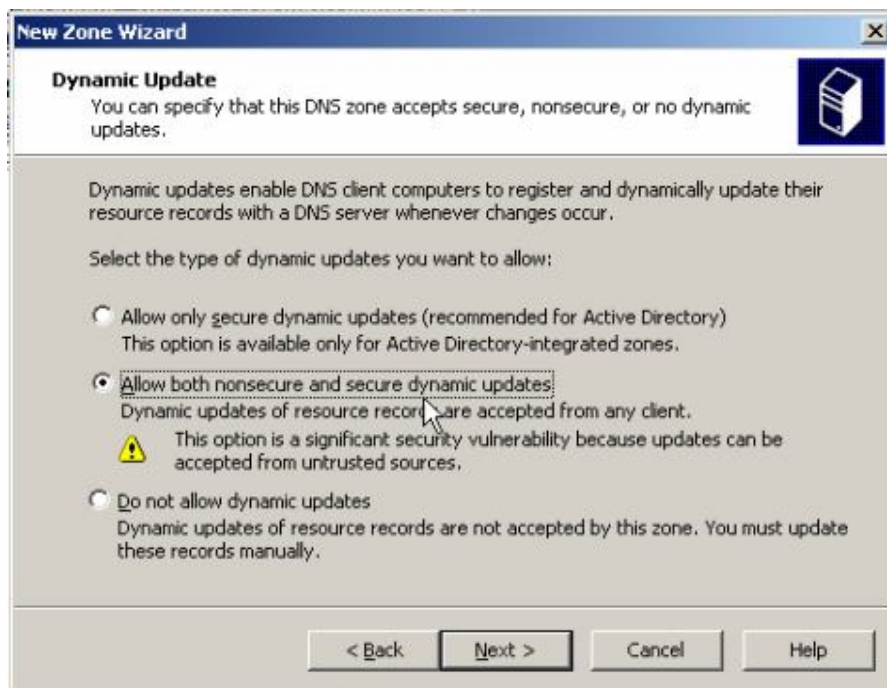 New Zone Wizard
Dynamic Update
You can specify that this DNS zone accepts secure, nonsecure, or no dynamic
updates.
Dynamic updates enable DNS client computers to register and dynamically update their
resource records with a DNS server whenever changes occur.
Select the type of dynamic updates you want to allow:
Allow only secure dynamic updates (recommended for Active Directory)
This option is available only for Active Directory-integrated zones.
Allow both nonsecure and secure dynamic updates
Dynamic updates of resource records are accepted from any client.
This option is a significant security vulnerability because updates can be
accepted from untrusted sources.
Do not allow dynamic updates
Dynamic updates of resource records are not accepted by this zone. You must update
these records manually.
< Back Next > Cancel Help